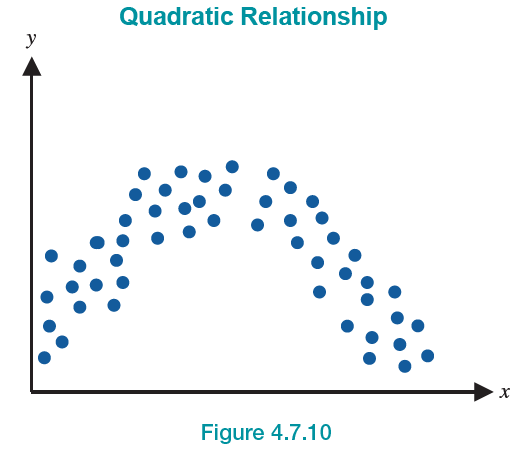 Quadratic Relationship
y
x
Figure 4.7.10